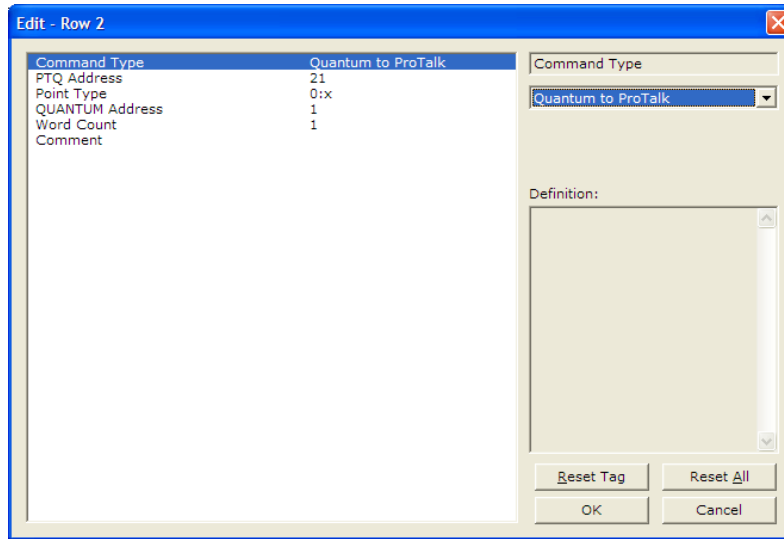 Edit - Row 2
Command Type Quantum to ProTalk
PTQ Address 21
Point Type 0:x
QUANTUM Address 1
Word Count 1
Comment
Command Type
Quantum to ProTalk
Definition:
Reset Tag Reset All
OK Cancel